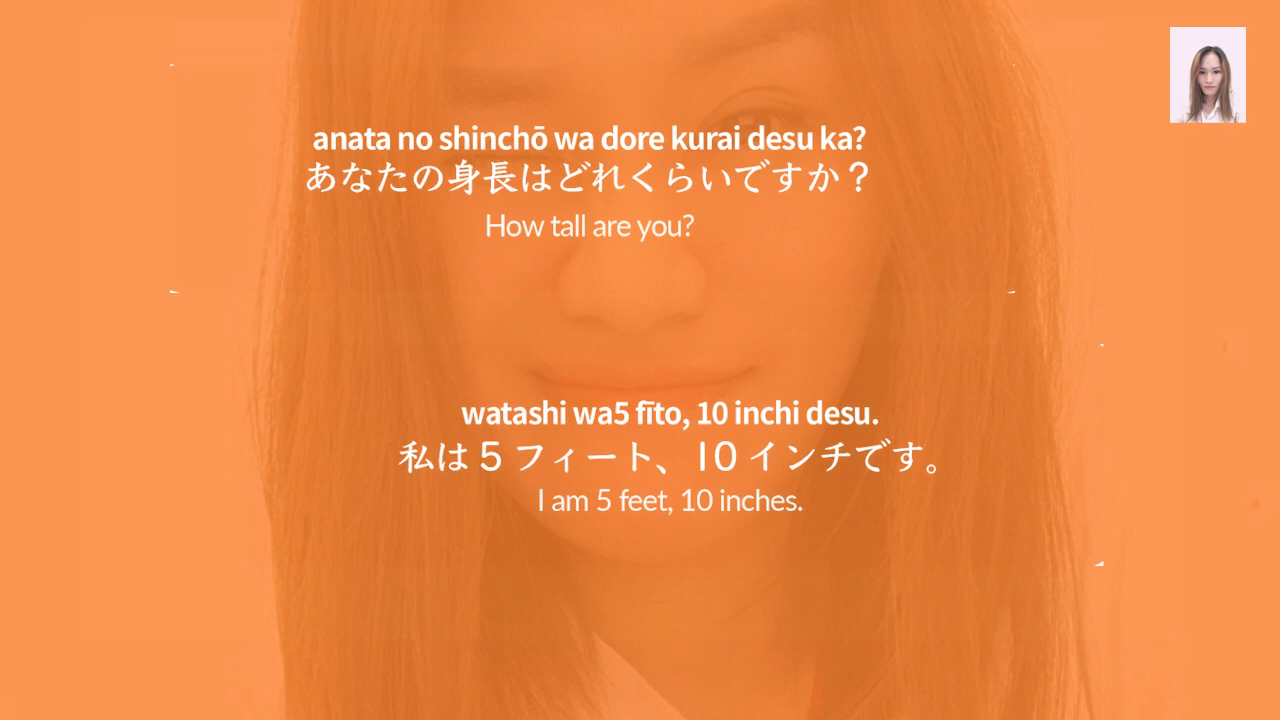 anata no shinchō wa dore kurai desu ka?
あなたの身長はどれくらいですか？
How tall are you?
watashi wa5 fīto, 10 inchi desu.
私は5フィート、10インチです。
I am 5 feet, 10 inches.